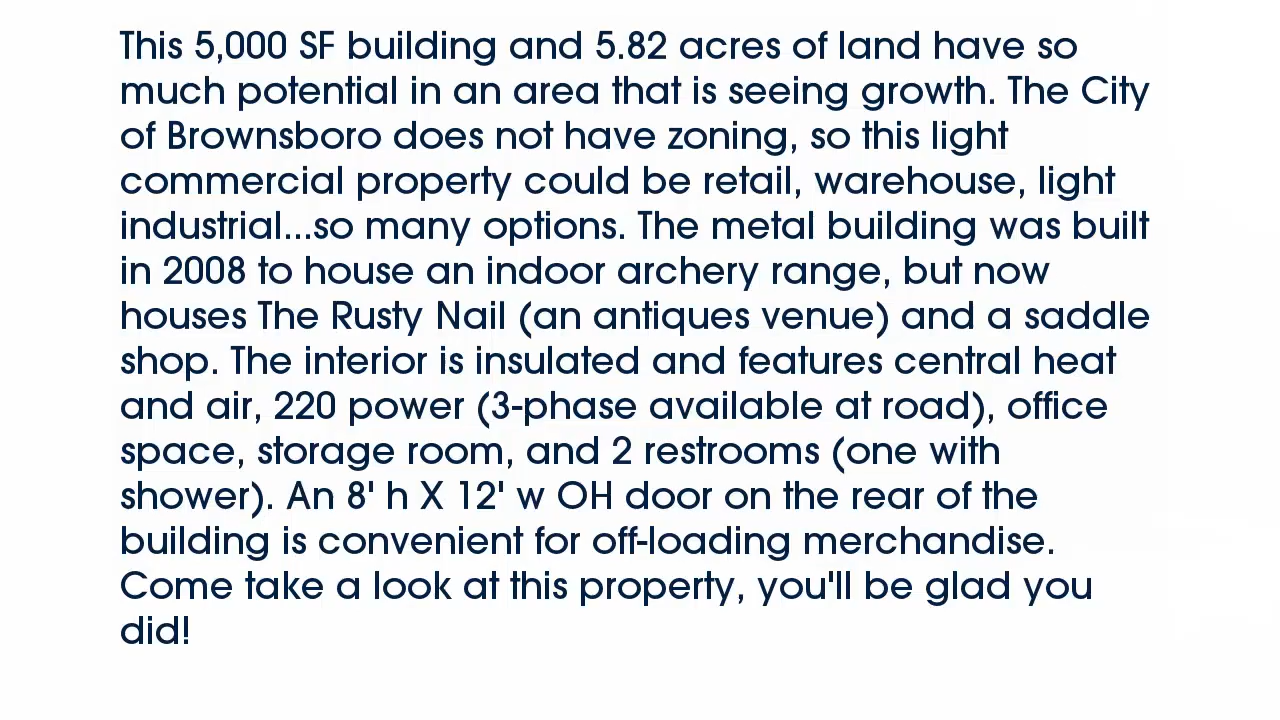 This 5,000 SF building and 5.82 acres of land have so
much potential in an area that is seeing growth. The City
of Brownsboro does not have zoning, so this light
commercial property could be retail, warehouse, light
industrial...so many options. The metal building was built
in 2008 to house an indoor archery range, but now
houses The Rusty Nail (an antiques venue) and a saddle
shop. The interior is insulated and features central heat
and air, 220 power (3-phase available at road), office
space, storage room, and 2 restrooms (one with
shower). An 8' h X 12' w OH door on the rear of the
building is convenient for off-loading merchandise.
Come take a look at this property, you'll be glad you
did!